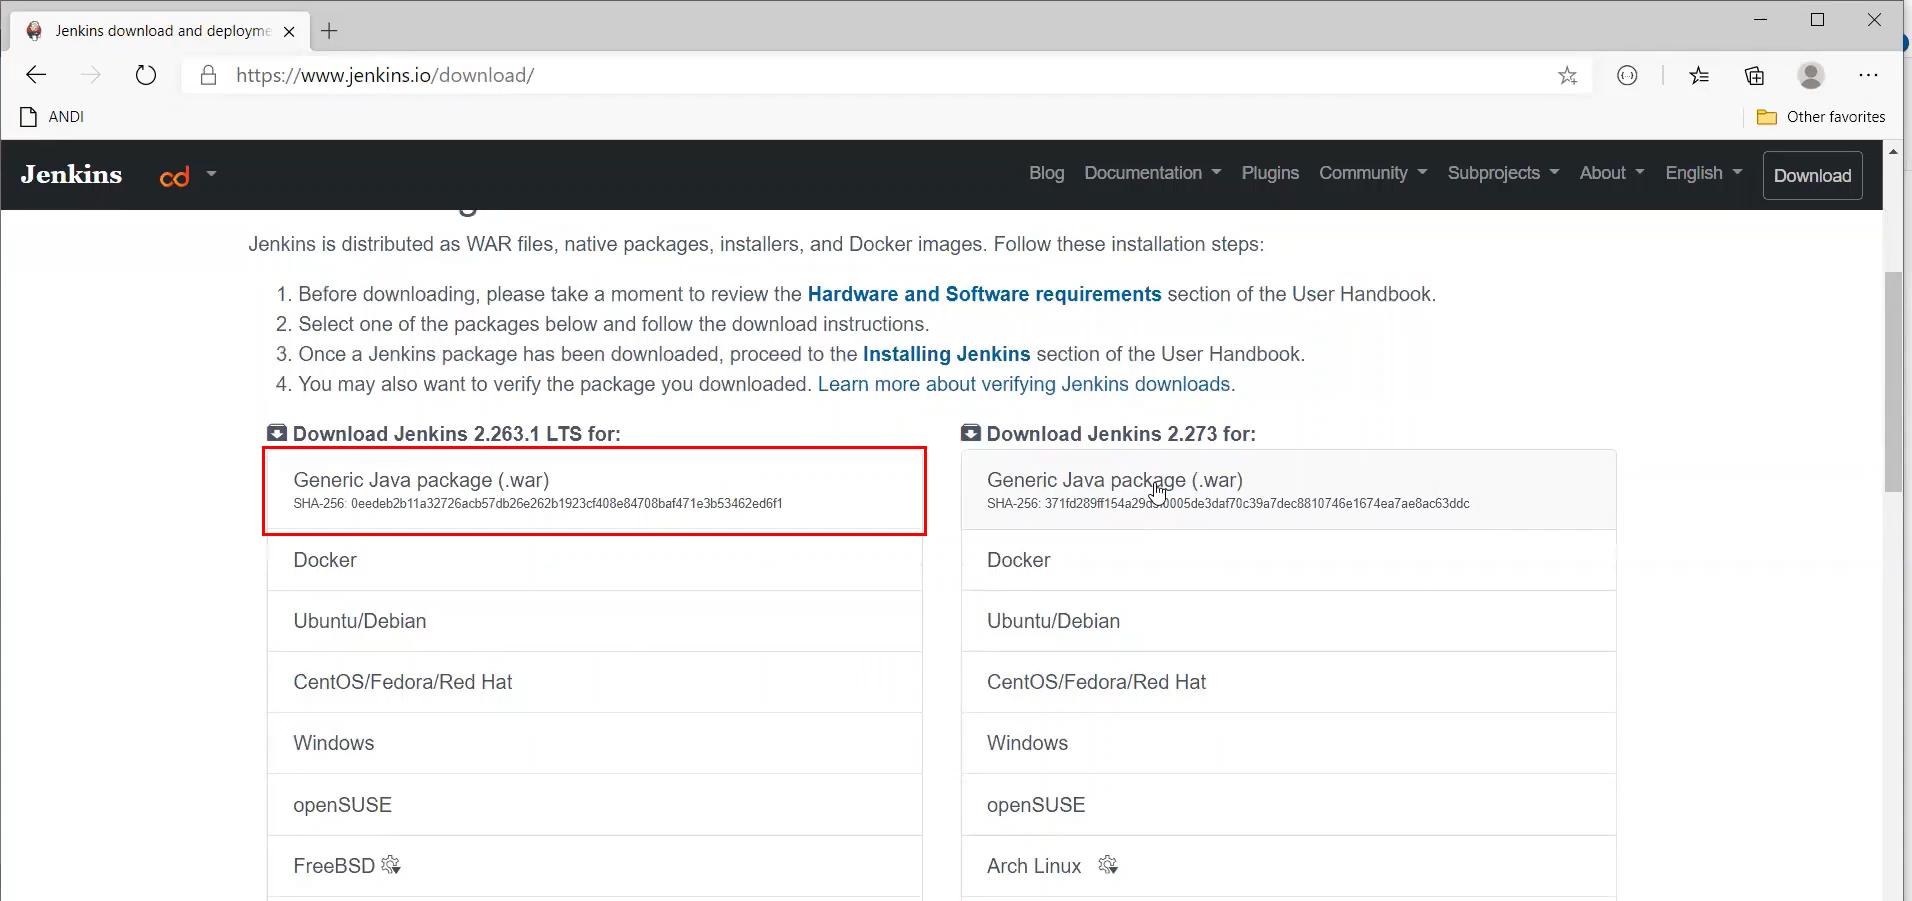 Jenkins download and deployme
https://www.jenkins.io/download/
ANDI
Other favorites
Jenkins
cd
Blog
Documentation
Plugins
Community
Subprojects
About
English
Download
Jenkins is distributed as WAR files, native packages, installers, and Docker images. Follow these installation steps:
1. Before downloading, please take a moment to review the Hardware and Software requirements section of the User Handbook.
2. Select one of the packages below and follow the download instructions.
3. Once a Jenkins package has been downloaded, proceed to the Installing Jenkins section of the User Handbook.
4. You may also want to verify the package you downloaded. Learn more about verifying Jenkins downloads.
Download Jenkins 2.263.1 LTS for:
Generic Java package (.war)
SHA-256: 0eedeb2b11a32726acb57db26e262b1923cf408e84708baf471e3b53462ed6f1
Docker
Ubuntu/Debian
CentOS/Fedora/Red Hat
Windows
openSUSE
FreeBSD
Download Jenkins 2.273 for:
Generic Java package (.war)
SHA-256:
Docker
Ubuntu/Debian
CentOS/Fedora/Red Hat
Windows
openSUSE
Arch Linux